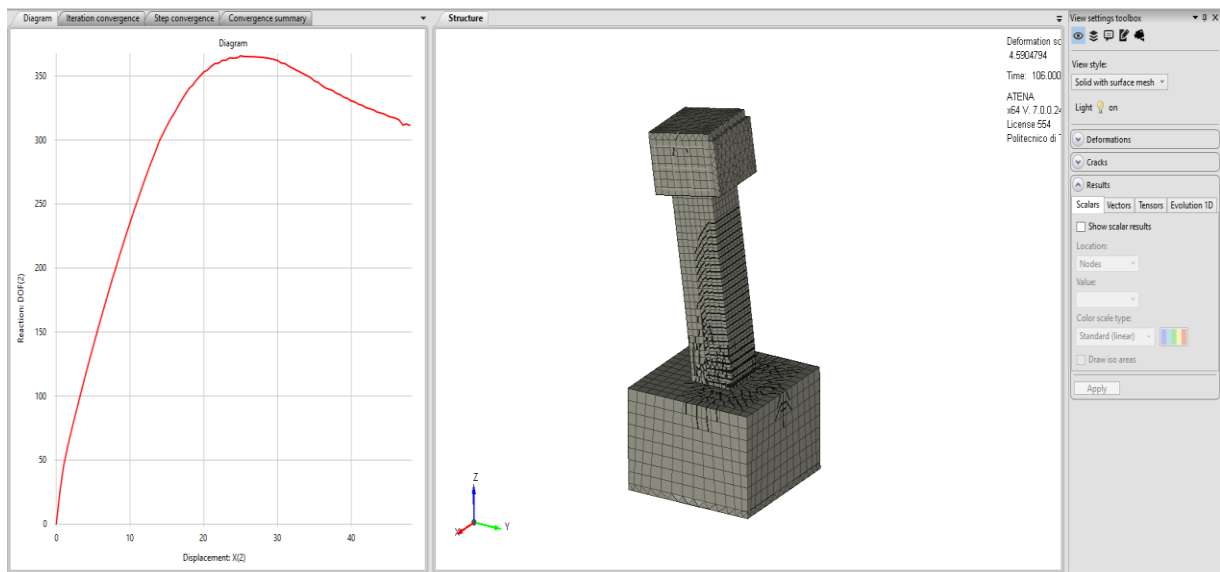 Diagram
Iteration convergence
Step convergence
Convergence summary
Diagram
350
300
250
200
150
100
50
0
Reaction: DOF(2)
0
10
20
30
40
Displacement: X(2)
Structure
Deformation sc
4.5904794
Time: 106.000
ATENA
x64 V. 7.0.0.24
License 554
Politecnico di T
Z
X
Y
View settings toolbox
View style:
Solid with surface mesh
Light on
Deformations
Cracks
Results
Scalars
Vectors
Tensors
Evolution 1D
Show scalar results
Location:
Nodes
Value:
Color scale type:
Standard (linear)
Draw iso areas
Apply